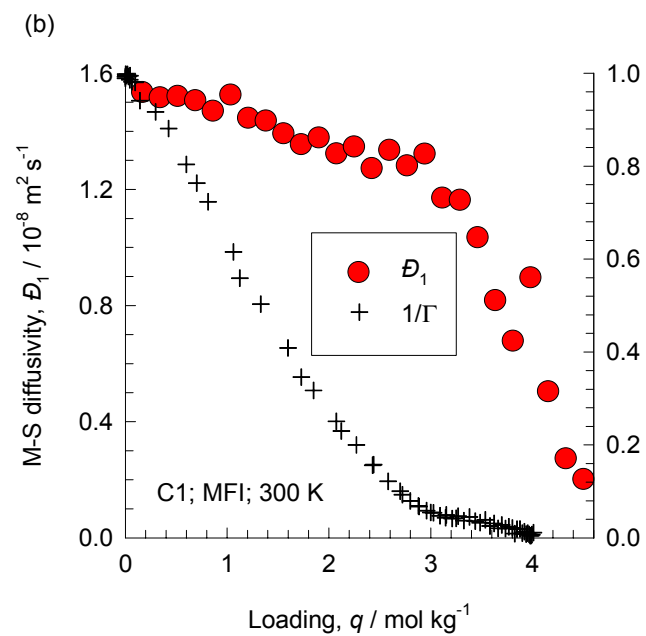 (b)
M-S diffusivity, Đ₁ / 10⁻⁸ m² s⁻¹
1.6
1.2
0.8
0.4
0.0
1.0
0.8
0.6
0.4
0.2
0.0
Đ₁
1/Γ
C1; MFI; 300 K
0 1 2 3 4
Loading, q / mol kg⁻¹